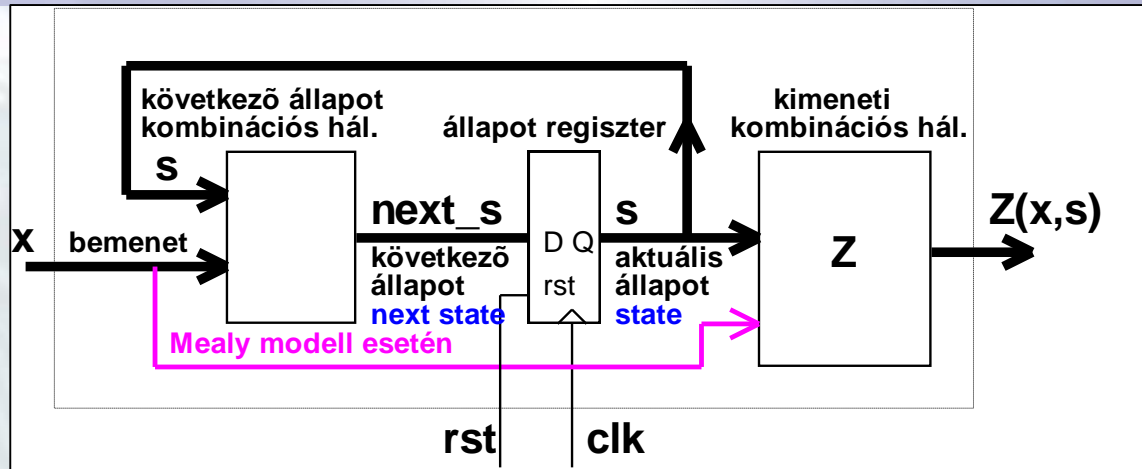 következõ állapot
kombinációs hál.
állapot regiszter
kimeneti
kombinációs hál.
s
next_s
s
Z(x,s)
x
bemenet
D Q
Z
következõ
állapot
next state
rst
aktuális
állapot
state
Mealy modell esetén
rst
clk